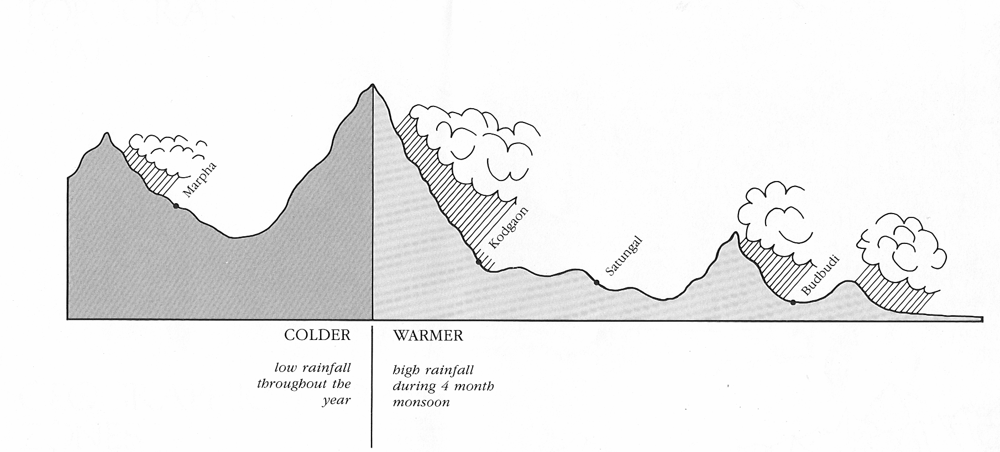 Marpha
Kodgaon
Satungal
Budbudi
COLDER
low rainfall
throughout the
year
WARMER
high rainfall
during 4 month
monsoon